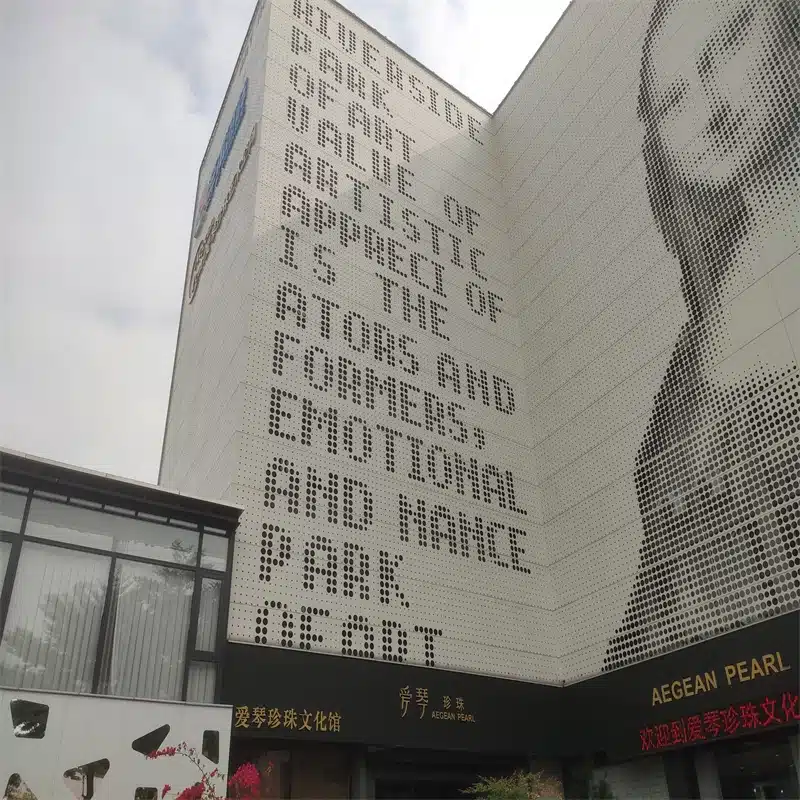 RIVERSIDE
PARK
OF ART
VALUE OF
ARTISTIC
APPRECI OF
IS THE
ATORS AND
FORMERS,
EMOTIONAL
AND NANCE
PARK
OF ART
爱琴珍珠文化馆
爱琴 珍珠
AEGEAN PEARL
AEGEAN PEARL
欢迎到爱琴珍珠文化